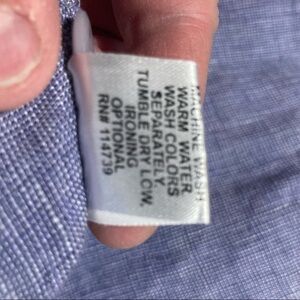 MACHINE WASH
WARM WATER
WASH COLORS
SEPARATELY.
TUMBLE DRY LOW,
IRONING
OPTIONAL
RN# 114739